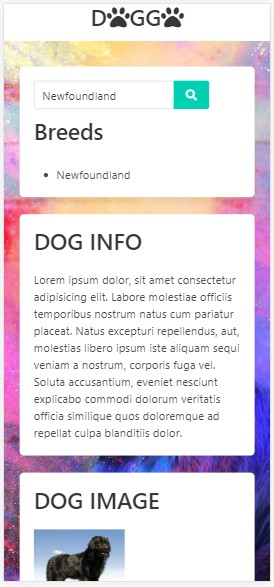 D🐾GG🐾
Newfoundland
Breeds
• Newfoundland
DOG INFO
Lorem ipsum dolor, sit amet consectetur
adipisicing elit. Labore molestiae officiis
temporibus nostrum natus cum pariatur
placeat. Natus excepturi repellendus, aut,
molestias libero ipsum iste aliquam sequi
veniam a nostrum, corporis fuga vel.
Soluta accusantium, eveniet nesciunt
explicabo commodi dolorum veritatis
officia similique quos doloremque ad
repellat culpa blanditiis dolor.
DOG IMAGE